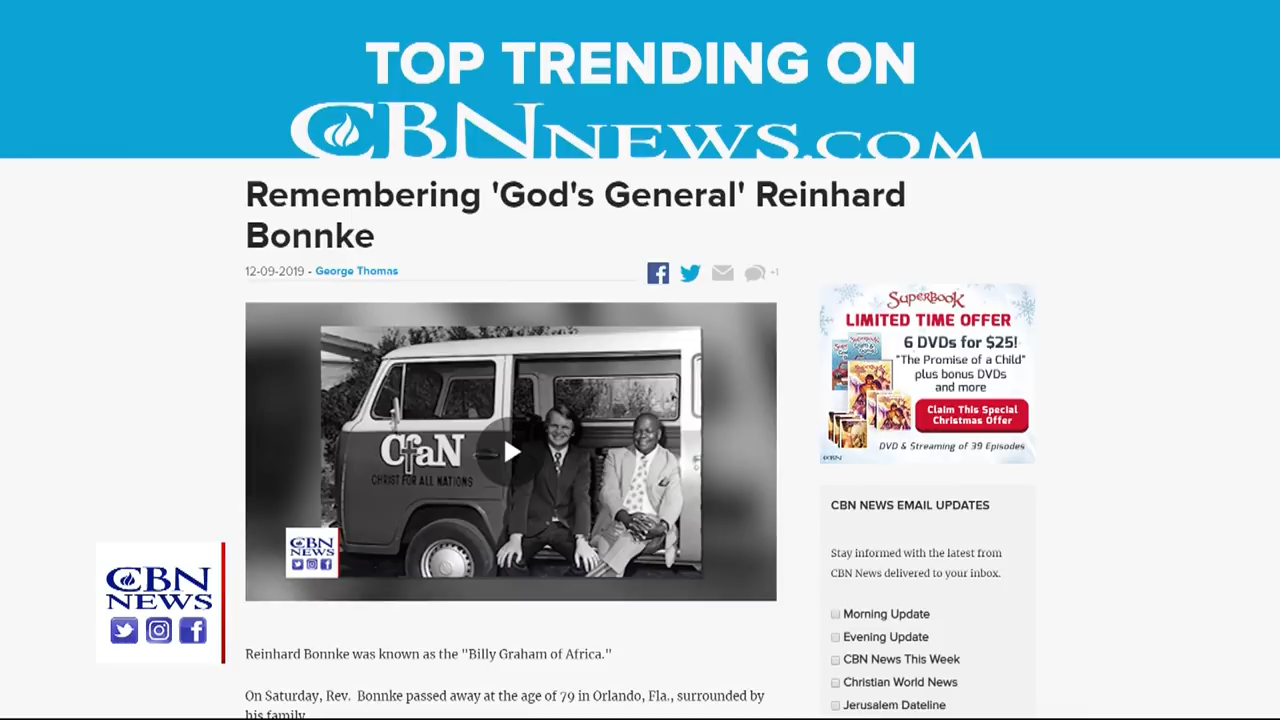 TOP TRENDING ON
CBNNEWS.COM
Remembering 'God's General' Reinhard
Bonnke
12-09-2019 - George Thomas
+1
CfaN
CHRIST FOR ALL NATIONS
CBN
NEWS
Reinhard Bonnke was known as the "Billy Graham of Africa."
On Saturday, Rev. Bonnke passed away at the age of 79 in Orlando, Fla., surrounded by
his family
SUPERBOOK
LIMITED TIME OFFER
6 DVDs for $25!
"The Promise of a Child"
plus bonus DVDs
and more
Claim This Special
Christmas Offer
DVD & Streaming of 39 Episodes
CBN
CBN NEWS EMAIL UPDATES
Stay informed with the latest from
CBN News delivered to your inbox.
Morning Update
Evening Update
CBN News This Week
Christian World News
Jerusalem Dateline
CBN
NEWS